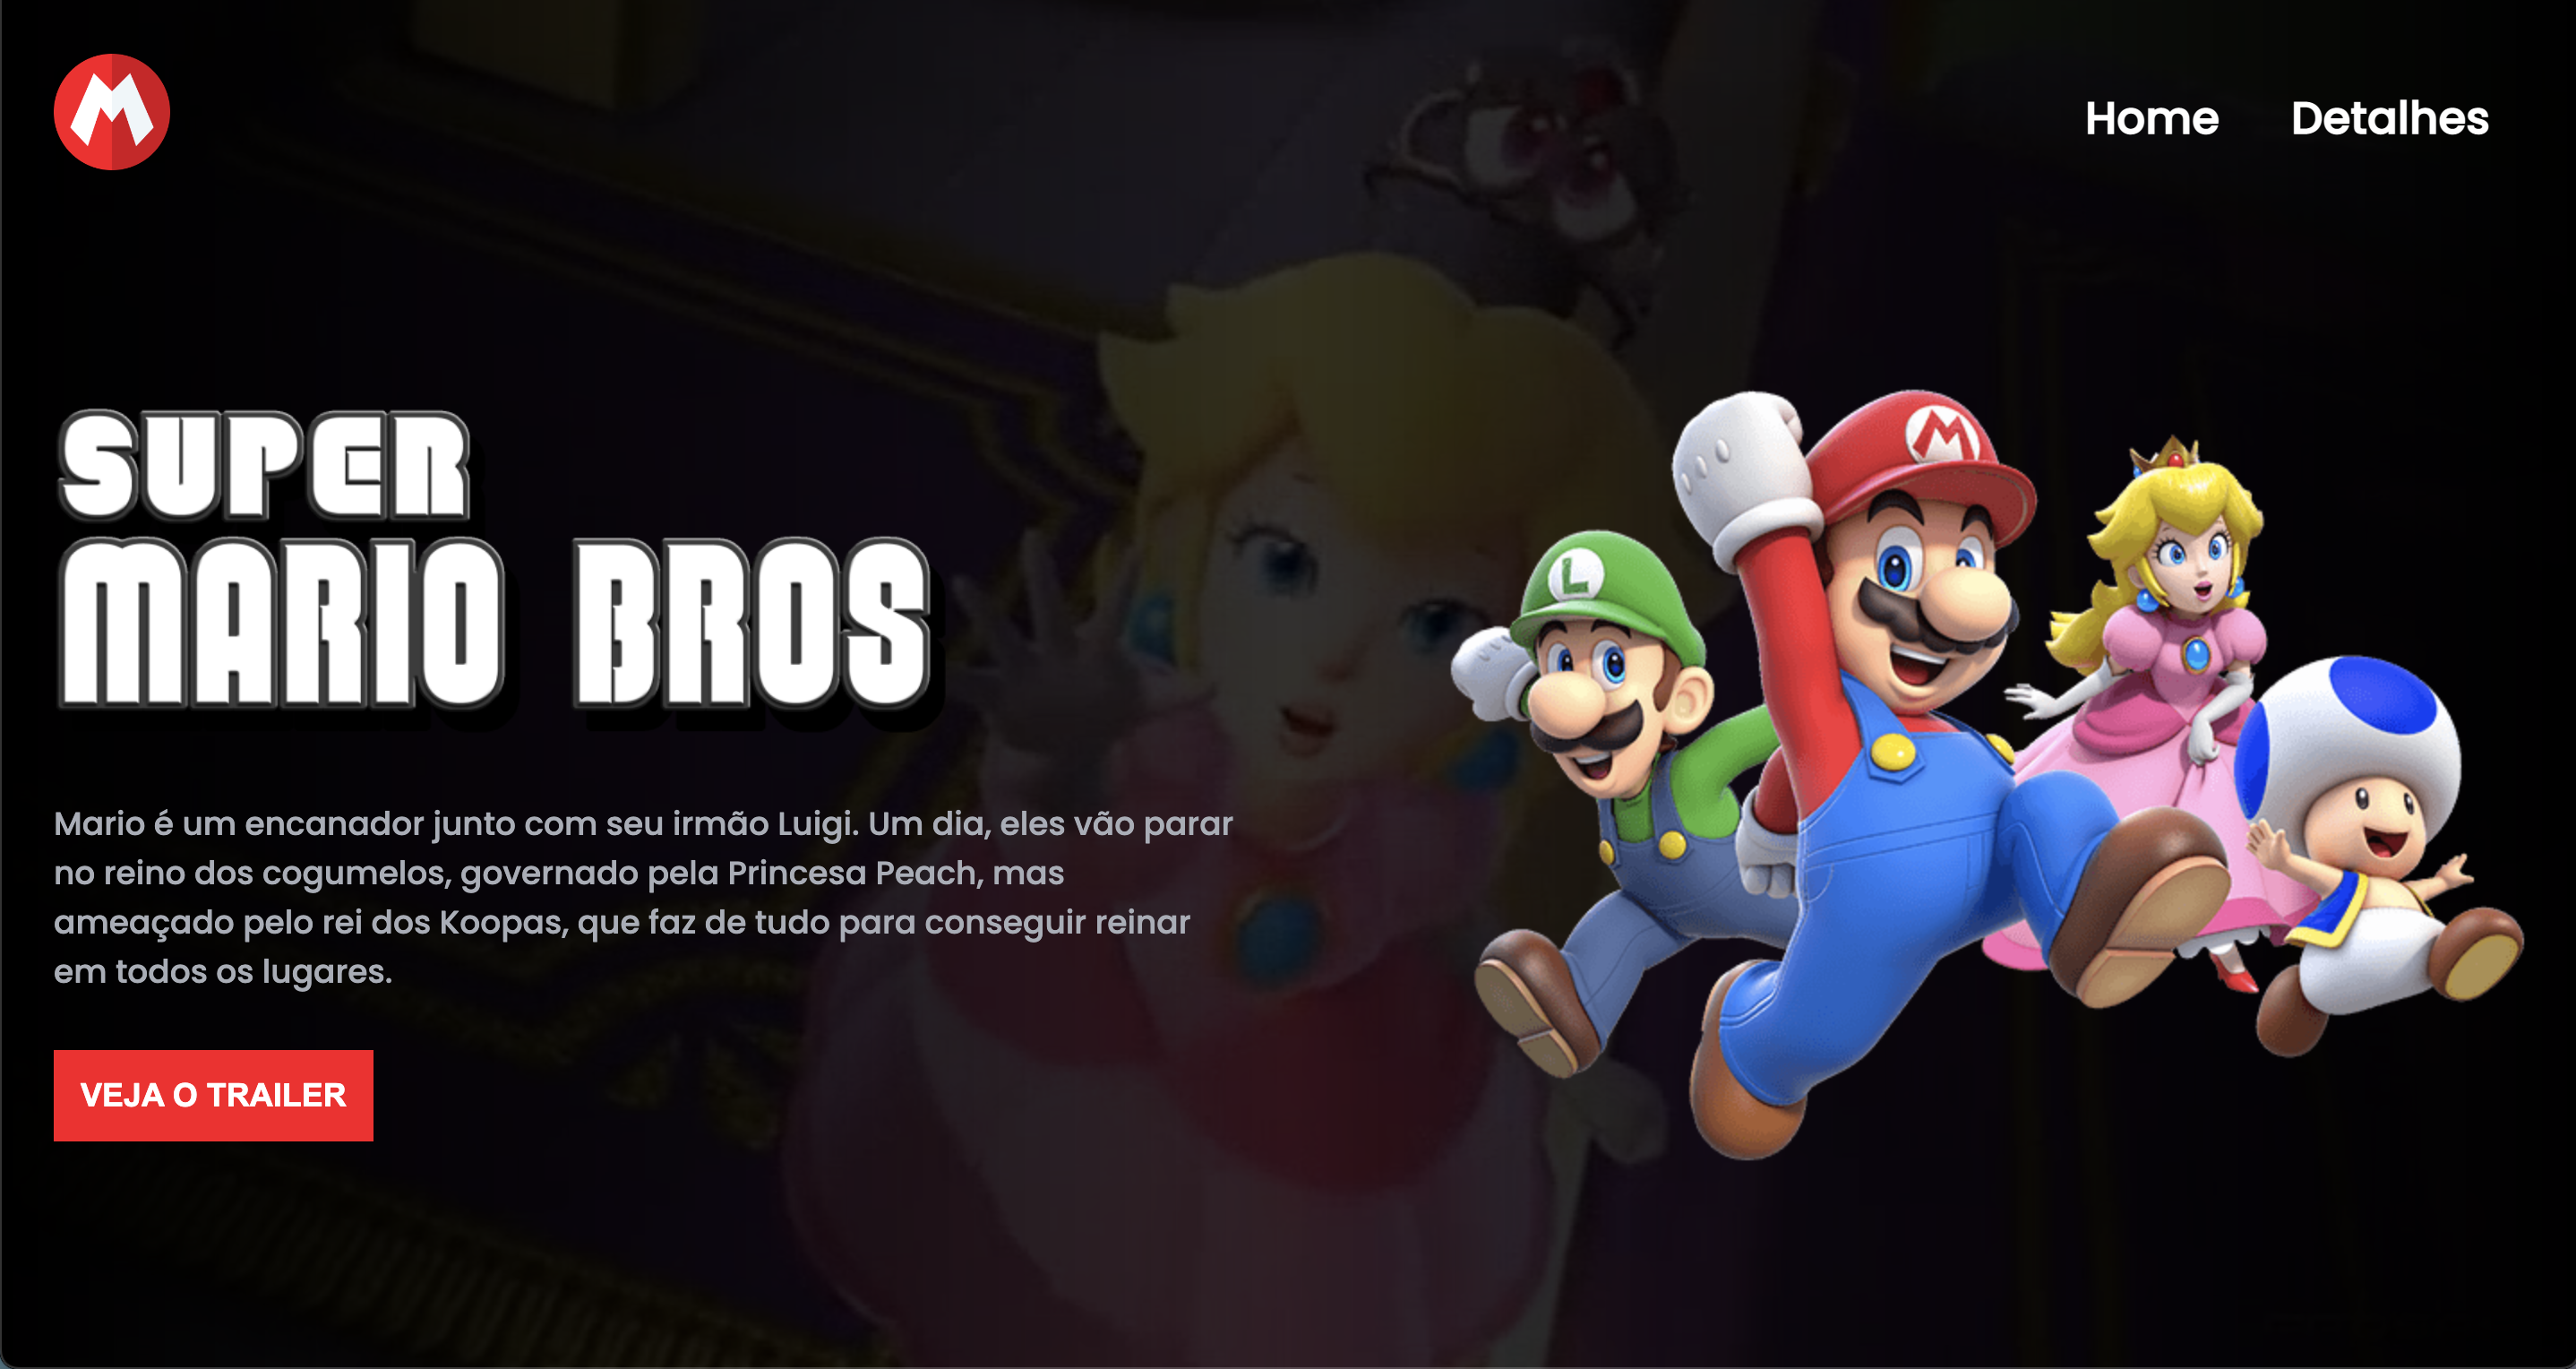 M
Home Detalhes
SUPER
MARIO BROS
Mario é um encanador junto com seu irmão Luigi. Um dia, eles vão parar
no reino dos cogumelos, governado pela Princesa Peach, mas
ameaçado pelo rei dos Koopas, que faz de tudo para conseguir reinar
em todos os lugares.
VEJA O TRAILER
M
L